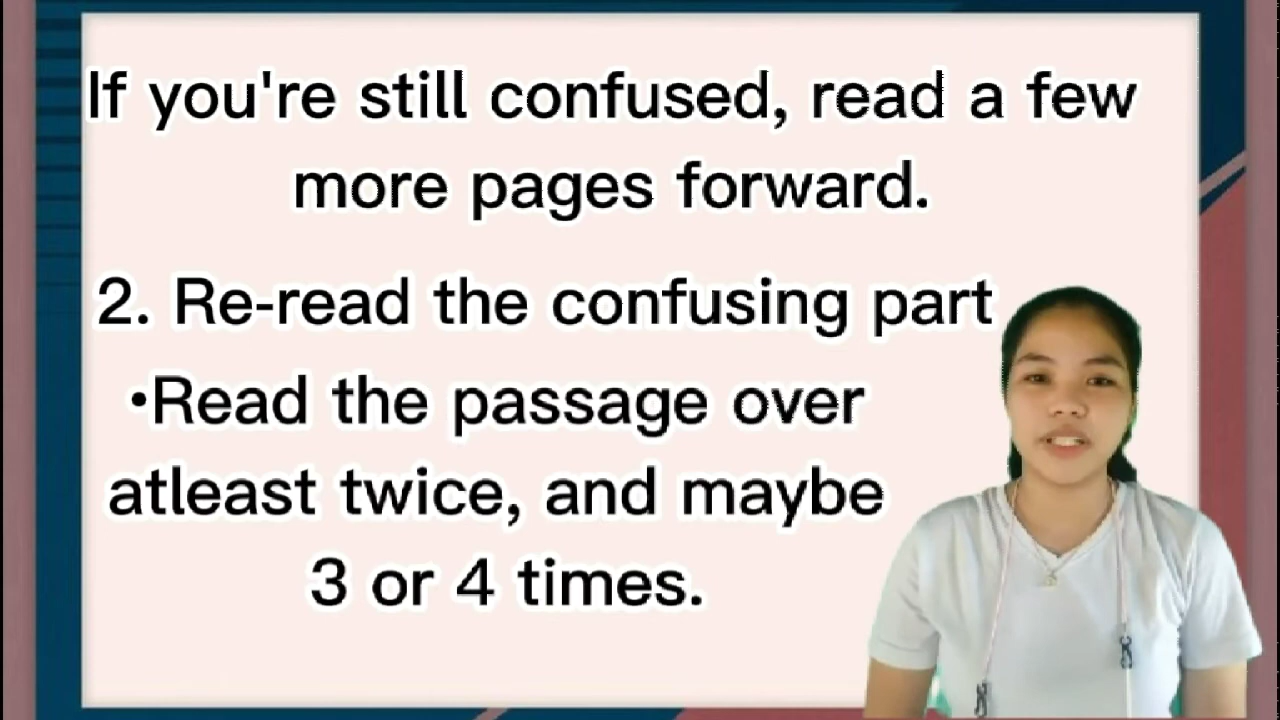 If you're still confused, read a few
more pages forward.
2. Re-read the confusing part
•Read the passage over
atleast twice, and maybe
3 or 4 times.